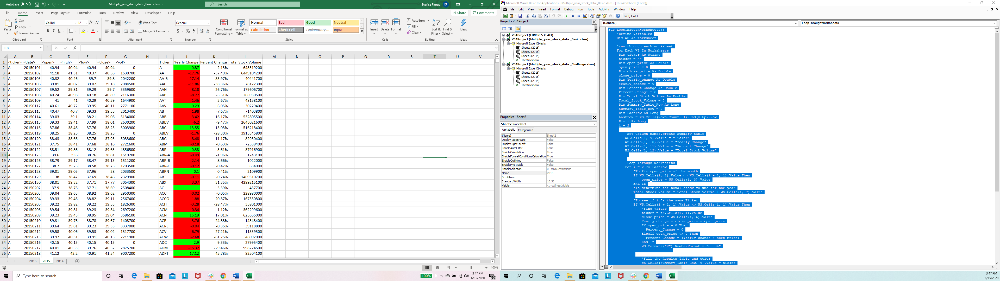 AutoSave Off Multiple_year_stock_data _Basic.xlsm Search Evelisa Flores EF
File Home Insert Page Layout Formulas Data Review View Developer Help Share Comments
Paste Cut Copy Format Painter Calibri 12 B I U Wrap Text Merge & Center General $ % Conditional Formatting Format as Table Normal Bad Good Neutral Calculation Check Cell Explanatory ... Input Insert Delete Format AutoSum Fill Clear Sort & Filter Find & Select Ideas
Clipboard Font Alignment Number Styles Cells Editing Ideas
T18 fx
A B C D E F G H I J K L M N O P Q R S T U V
1 <ticker> <date> <open> <high> <low> <close> <vol> Ticker Yearly Change Percent Change Total Stock Volume
2 A 20150101 40.94 40.94 40.94 40.94 0 A 0.87 2.13% 645319200
3 A 20150102 41.18 41.31 40.37 40.56 1530700 AA -17.76 -37.49% 6449104200
4 A 20150105 40.32 40.46 39.7 39.8 2042200 AA-B -17.14 -33.97% 40441700
5 A 20150106 39.81 40.02 39.02 39.18 2084500 AAC -11.86 -38.36% 78122300
6 A 20150107 39.52 39.81 39.29 39.7 3359600 AAN -8.18 -26.76% 179606700
7 A 20150108 40.24 40.98 40.18 40.89 2116300 AAP -8.77 -5.51% 266930500
8 A 20150109 41 41 40.29 40.59 1644900 AAT -1.46 -3.67% 48158100
9 A 20150112 40.61 40.72 39.95 40.11 2771100 AAV 0.29 6.05% 30229400
10 A 20150113 40.47 40.7 39.33 39.55 2013400 AB -1.98 -7.67% 71403800
11 A 20150114 39.03 39.1 38.21 39.06 5134000 ABB -3.42 -16.17% 532805500
12 A 20150115 39.33 39.41 37.99 38.01 2630200 ABBV -6.2 -9.47% 2643021600
13 A 20150116 37.86 38.46 37.76 38.25 3003900 ABC 13.55 15.03% 516218400
14 A 20150119 38.25 38.25 38.25 38.25 0 ABEV -1.76 -28.30% 3915345800
15 A 20150120 38.43 38.66 37.76 37.93 5033600 ABG -8.48 -11.17% 82930400
16 A 20150121 37.75 38.41 37.68 38.16 2721600 ABM -0.18 -0.63% 72539400
17 A 20150122 38.51 39.86 38.12 39.65 4856500 ABR 0.38 5.61% 37916900
18 A 20150123 39.6 39.6 38.76 38.81 1519200 ABR-A -0.49 -1.96% 1243100
19 A 20150126 38.79 39.17 38.47 39.15 1511200 ABR-B -2.14 -8.66% 1022000
20 A 20150127 38.7 39.25 38.58 38.75 1703500 ABR-C -0.12 -0.47% 634000
21 A 20150128 39.01 39.05 37.96 38 2033500 ABRN 0.1 0.41% 2109900
22 A 20150129 38 38.47 37.69 38.46 2329900 ABT -0.11 -0.24% 1469310700
23 A 20150130 38.01 38.32 37.71 37.77 3054300 ABX -3.37 -31.35% 4289215100
24 A 20150202 37.9 38.76 37.71 38.69 2508400 AC 1 3.39% 437700
25 A 20150203 39.04 39.63 38.92 39.62 2950300 ACC -0.02 -0.05% 228980000
26 A 20150204 39.33 39.46 38.82 39.11 2567400 ACCO -1.88 -20.87% 167330800
27 A 20150205 39.22 39.82 39.22 39.53 1826300 ACH -3.28 -28.47% 35801000
28 A 20150206 39.54 39.81 39.23 39.34 2697200 ACM -0.34 -1.12% 362299600
29 A 20150209 39.23 39.43 38.95 39.04 3586100 ACN 15.19 17.01% 625655000
30 A 20150210 39.31 39.76 38.78 39.67 1408700 ACP -3.76 -24.88% 14348400
31 A 20150211 39.64 39.81 39.23 39.33 3337000 ACRE -0.04 -0.35% 39118800
32 A 20150212 39.58 40.06 39.53 40.02 1317700 ACV -6.79 -27.21% 11539300
33 A 20150213 39.97 40.31 39.91 40.15 2211900 ACW -2.68 -61.75% 46092000
34 A 20150216 40.15 40.15 40.15 40.15 0 ADC 2.9 9.33% 27995400
35 A 20150217 40.01 40.53 39.76 40.52 2875700 ADM -15.32 -29.46% 998224500
36 A 20150218 41.12 42.2 40.91 41.54 9007200 ADPT 17.12 45.78% 82504100
2016 2015 2014
100%
Type here to search 100% 3:47 PM 6/15/2020 20
Microsoft Visual Basic for Applications - Multiple_year_stock_data _Basic.xlsm - [ThisWorkbook (Code)]
File Edit View Insert Format Debug Run Tools Add-Ins Window Help
Ln 1, Col 1
Project - VBAProject
VBAProject (FUNCRES.XLAM)
VBAProject (Multiple_year_stock_data _Basic.xlsm)
Microsoft Excel Objects
Sheet1 (2016)
Sheet2 (2015)
Sheet3 (2014)
ThisWorkbook
VBAProject (Multiple_year_stock_data _Challenge.xlsm)
Microsoft Excel Objects
Sheet1 (2016)
Sheet2 (2015)
Sheet3 (2014)
ThisWorkbook
Properties - Sheet2
Sheet2 Worksheet
Alphabetic Categorized
(Name) Sheet2
DisplayPageBreaks False
DisplayRightToLeft False
EnableAutoFilter False
EnableCalculation True
EnableFormatConditionsCalculation True
EnableOutlining False
EnablePivotTable False
EnableSelection 0 - xlNoRestrictions
Name 2015
ScrollArea
StandardWidth 10.38
Visible -1 - xlSheetVisible
(General) LoopThroughWorksheets
Sub LoopThroughWorksheets()
'Define Variables
Dim WS As Worksheet
'run through each worksheet
For Each WS In Worksheets
Dim ticker As String
ticker = ""
Dim open_price As Double
open_price = 0
Dim close_price As Double
close_price = 0
Dim Yearly_change As Double
Yearly_change = 0
Dim Percent_Change As Double
Percent_Change = 0
Dim Total_Stock_Volume As Double
Total_Stock_Volume = 0
Dim Summary_Table_Row As Long
Summary_Table_Row = 2
Dim Lastrow As Long
Lastrow = WS.Cells(Rows.Count, 1).End(xlUp).Row
Dim i As Long
i = 2
'set Column names,create summary table
WS.Cells(1, 9).Value = "Ticker"
WS.Cells(1, 10).Value = "Yearly Change"
WS.Cells(1, 11).Value = "Percent Change"
WS.Cells(1, 12).Value = "Total Stock Volume"
'Loop Through Worksheets
For i = 2 To Lastrow
'To fix open price of the month
If WS.Cells(i, 1).Value <> WS.Cells(i - 1, 1).Value Then
open_price = WS.Cells(i, 3).Value
End If
'To determine the total stock volume for the year
Total_Stock_Volume = Total_Stock_Volume + WS.Cells(i, 7).Value
'To see if it's the same Ticker
If WS.Cells(i + 1, 1).Value <> WS.Cells(i, 1).Value Then
'Find Values
ticker = WS.Cells(i, 1).Value
close_price = WS.Cells(i, 6).Value
Yearly_change = close_price - open_price
If open_price = 0 Then
Percent_Change = 0
ElseIf open_price <> 0 Then
Percent_Change = (Yearly_change / open_price)
End If
WS.Columns("K").NumberFormat = "0.00%"
'Fill the Results Table and color
WS.Cells(Summary_Table_Row, 9).Value = ticker
3:47 PM
6/15/2020